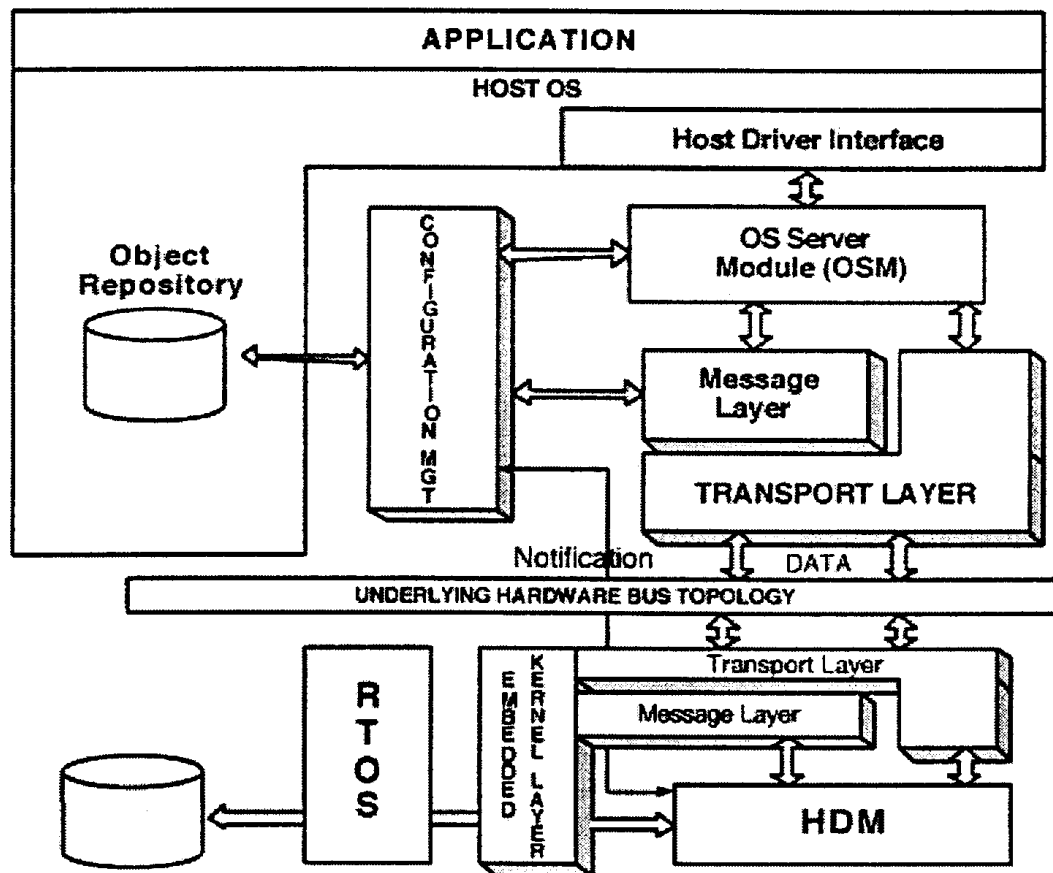 APPLICATION
HOST OS
Host Driver Interface
CONFIGURATION MGT
OS Server
Module (OSM)
Object
Repository
Message
Layer
TRANSPORT LAYER
Notification
DATA
UNDERLYING HARDWARE BUS TOPOLOGY
RTOS
EMBEDDED
KERNEL LAYER
Transport Layer
Message Layer
HDM